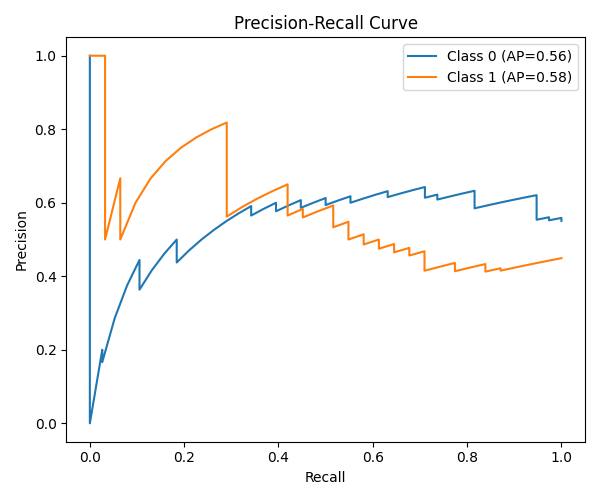 Precision-Recall Curve
Class 0 (AP=0.56)
Class 1 (AP=0.58)
Precision
1.0
0.8
0.6
0.4
0.2
0.0
0.0 0.2 0.4 0.6 0.8 1.0
Recall